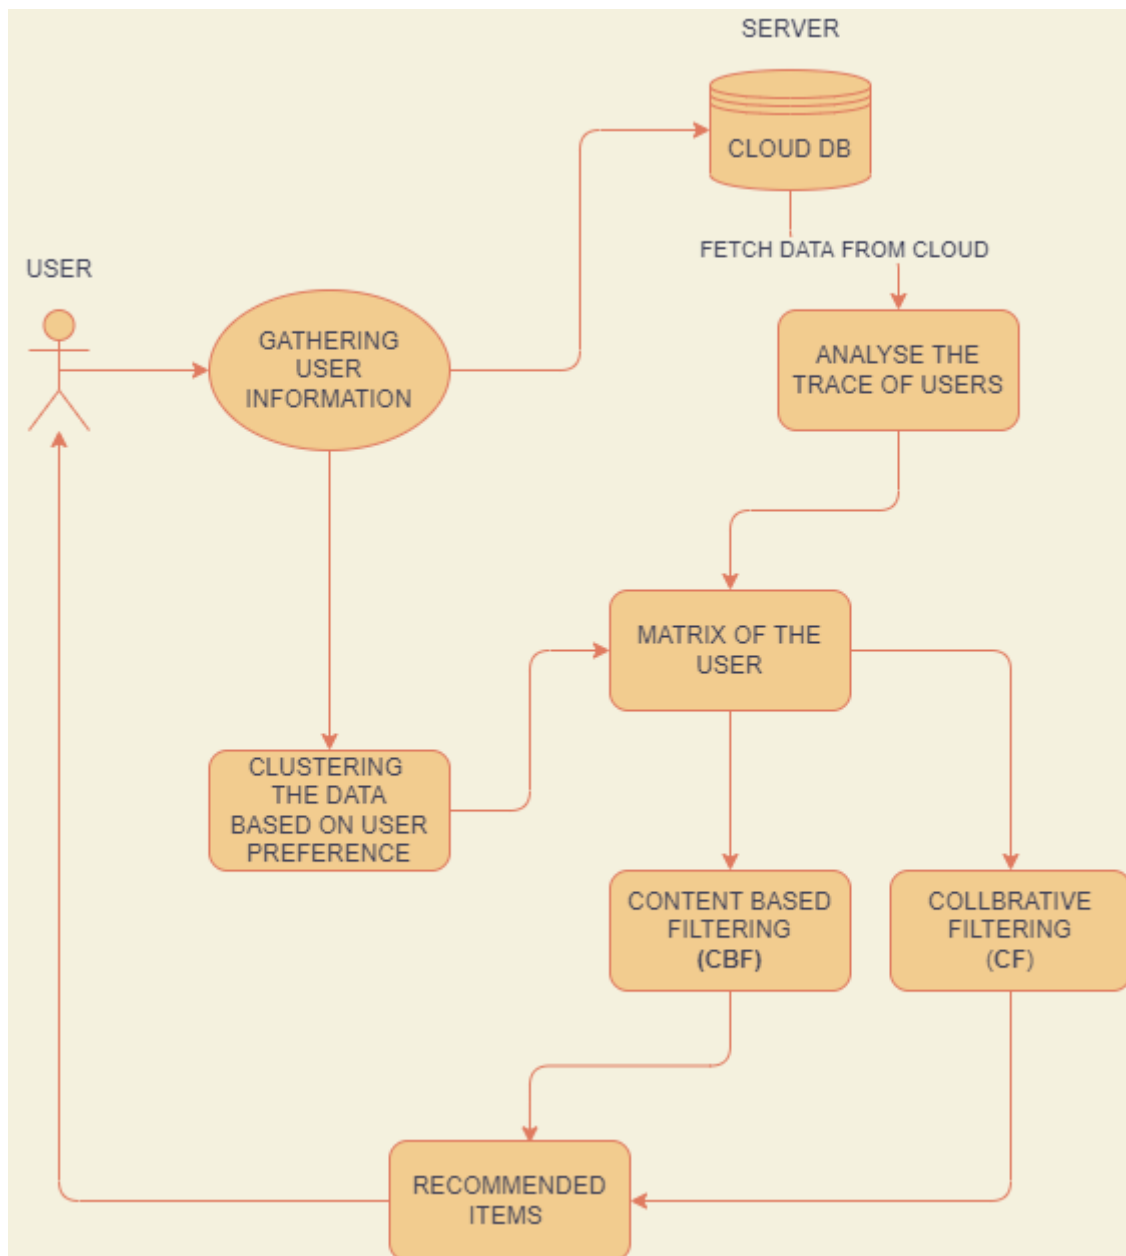 SERVER
CLOUD DB
FETCH DATA FROM CLOUD
USER
GATHERING
USER
INFORMATION
ANALYSE THE
TRACE OF USERS
MATRIX OF THE
USER
CLUSTERING
THE DATA
BASED ON USER
PREFERENCE
CONTENT BASED
FILTERING
(CBF)
COLLBRATIVE
FILTERING
(CF)
RECOMMENDED
ITEMS